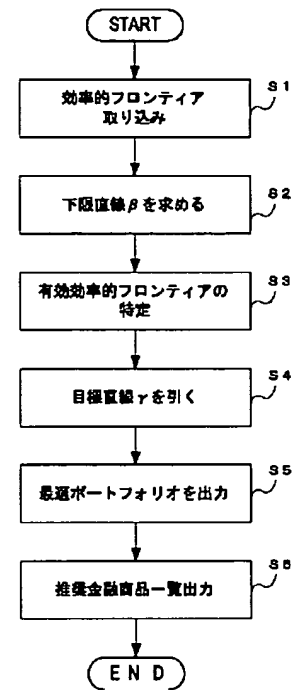 START
効率的フロンティア
取り込み
S1
下限直線βを求める
S2
有効効率的フロンティアの
特定
S3
目標直線γを引く
S4
最適ポートフォリオを出力
S5
推奨金融商品一覧出力
S6
END